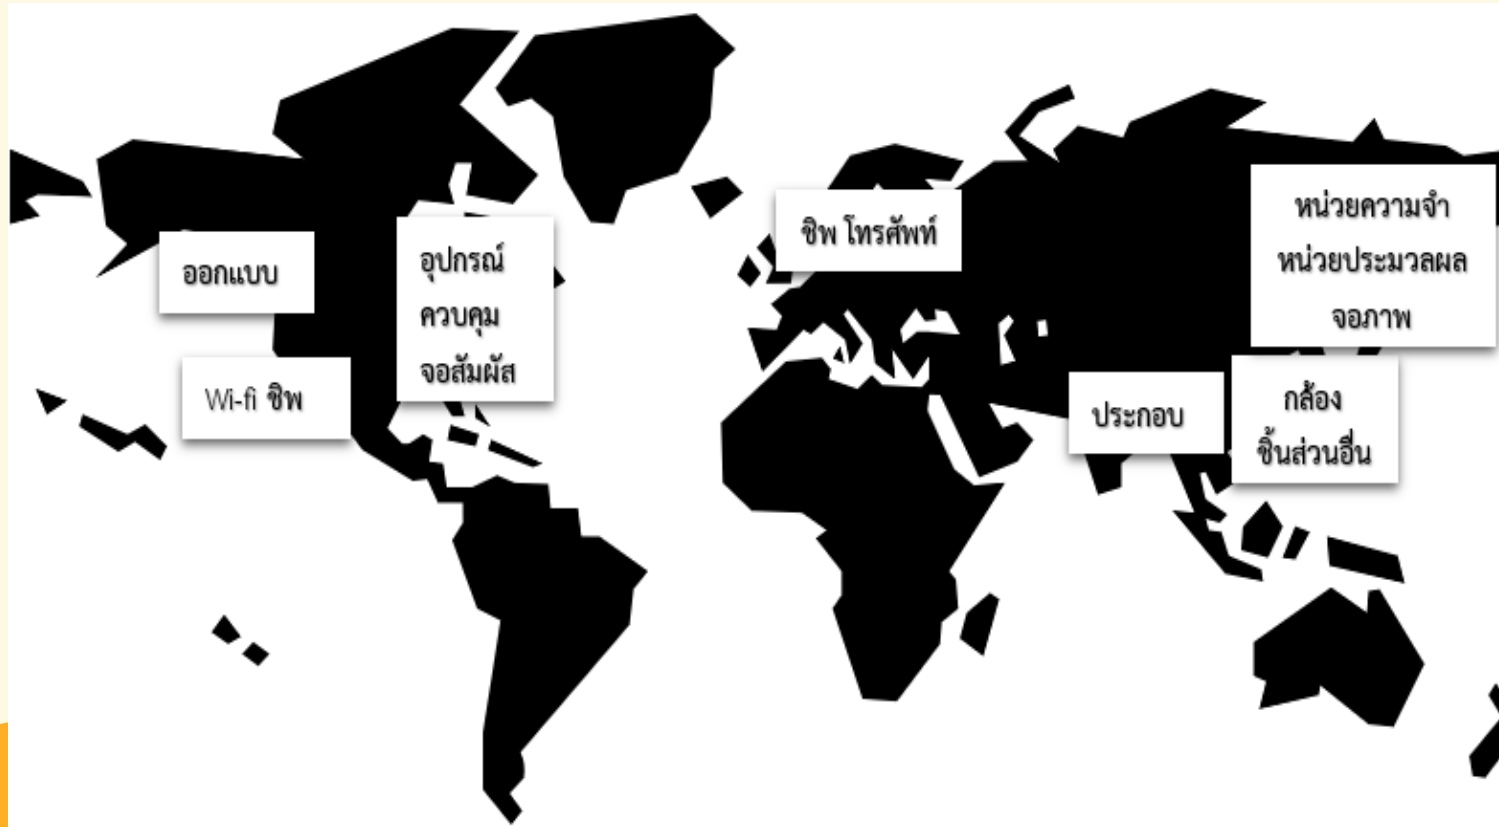 ออกแบบ
Wi-fi ชิพ
อุปกรณ์
ควบคุม
จอสัมผัส
ชิพ โทรศัพท์
หน่วยความจำ
หน่วยประมวลผล
จอภาพ
ประกอบ
กล้อง
ชิ้นส่วนอื่น